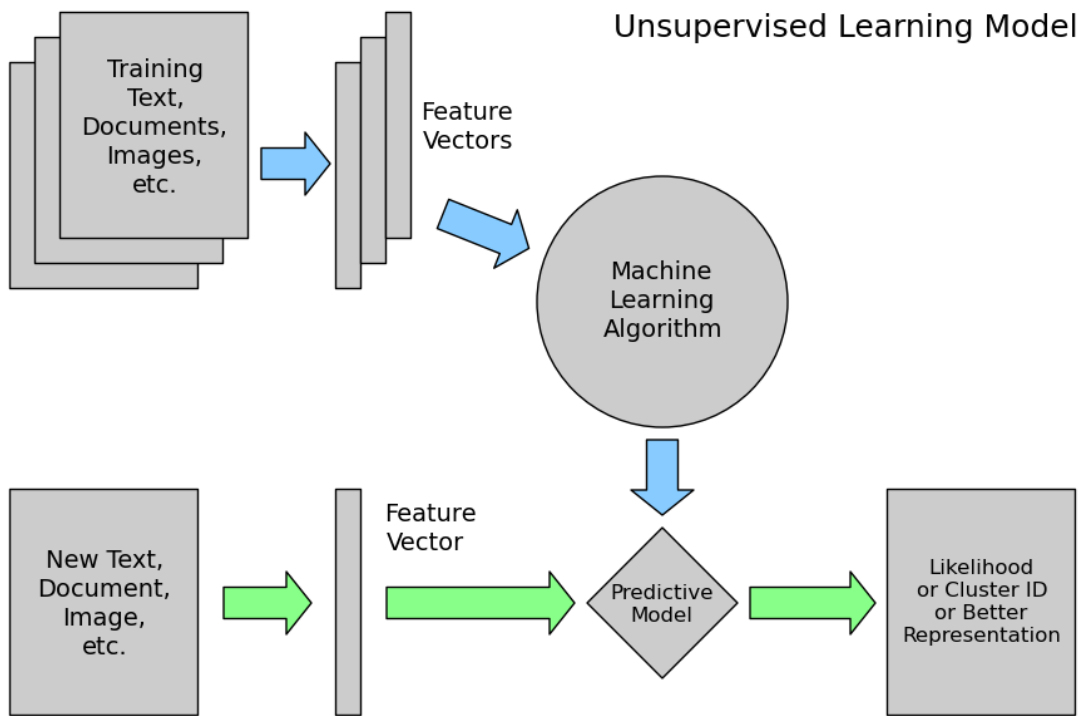 Unsupervised Learning Model
Training
Text,
Documents,
Images,
etc.
Feature
Vectors
Machine
Learning
Algorithm
New Text,
Document,
Image,
etc.
Feature
Vector
Predictive
Model
Likelihood
or Cluster ID
or Better
Representation